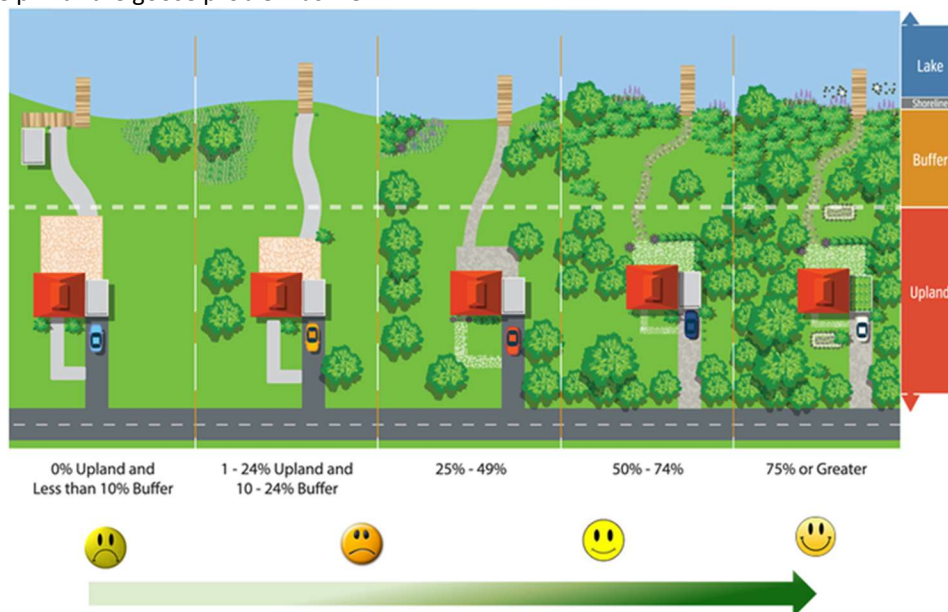 Lake
Shoreline
Buffer
Upland
0% Upland and
Less than 10% Buffer
1 - 24% Upland and
10 - 24% Buffer
25% - 49%
50% - 74%
75% or Greater